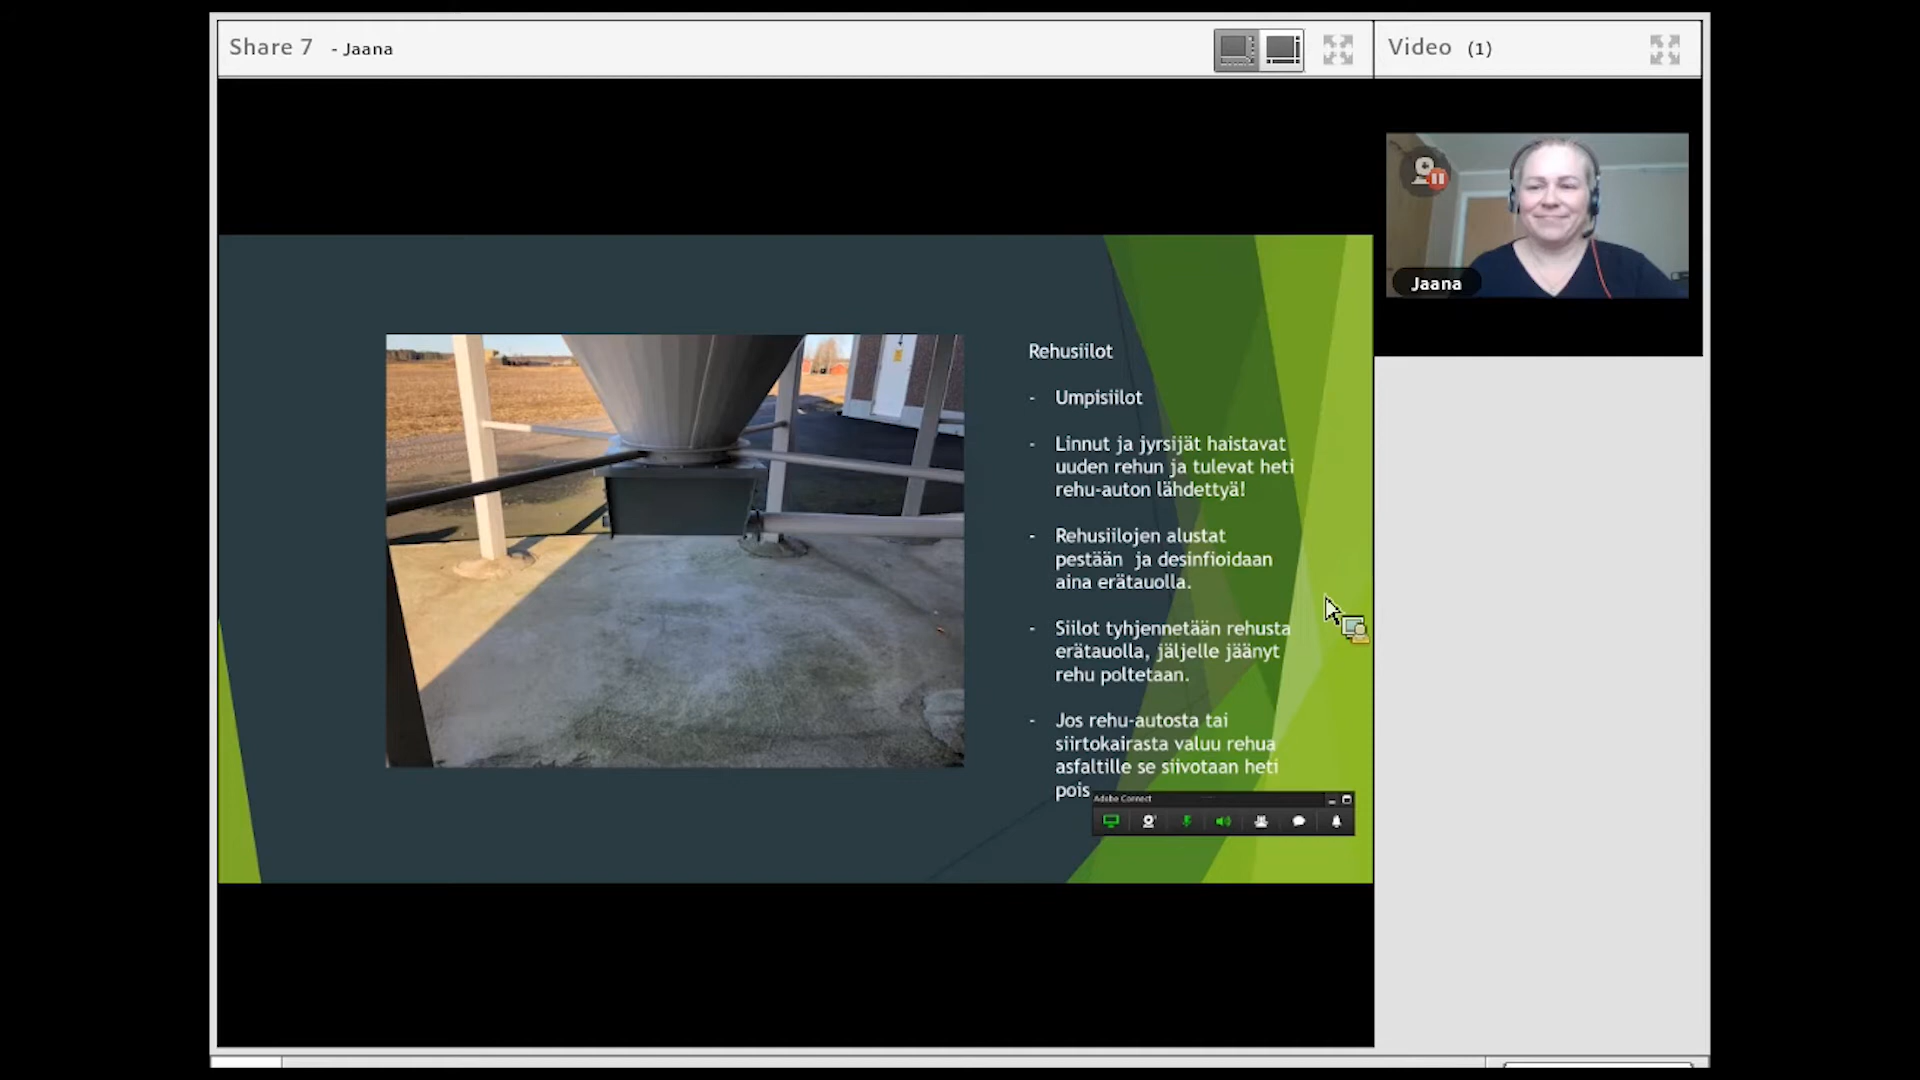 Share 7 - Jaana
Video (1)
Jaana
Rehusiilot
- Umpisiilot
- Linnut ja jyrsijät haistavat
uuden rehun ja tulevat heti
rehu-auton lähdettyä!
- Rehusiilojen alustat
pestään ja desinfioidaan
aina erätauolla.
- Siilot tyhjennetään rehusta
erätauolla, jäljelle jäänyt
rehu poltetaan.
- Jos rehu-autosta tai
siirtokairasta valuu rehua
asfaltille se siivotaan heti
pois
Adobe Connect